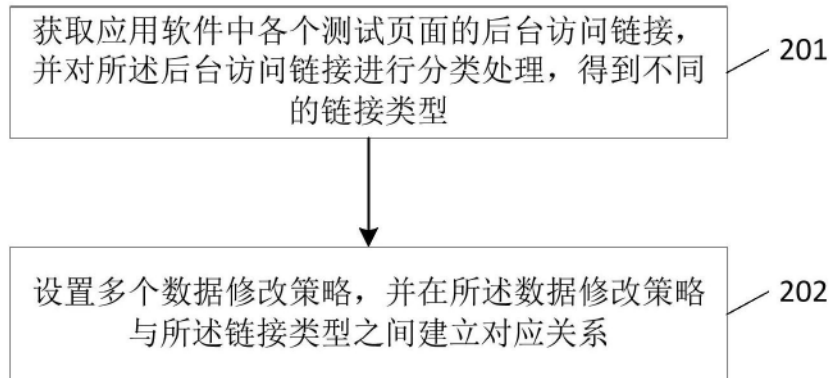 获取应用软件中各个测试页面的后台访问链接，
并对所述后台访问链接进行分类处理，得到不同
的链接类型
201
设置多个数据修改策略，并在所述数据修改策略
与所述链接类型之间建立对应关系
202